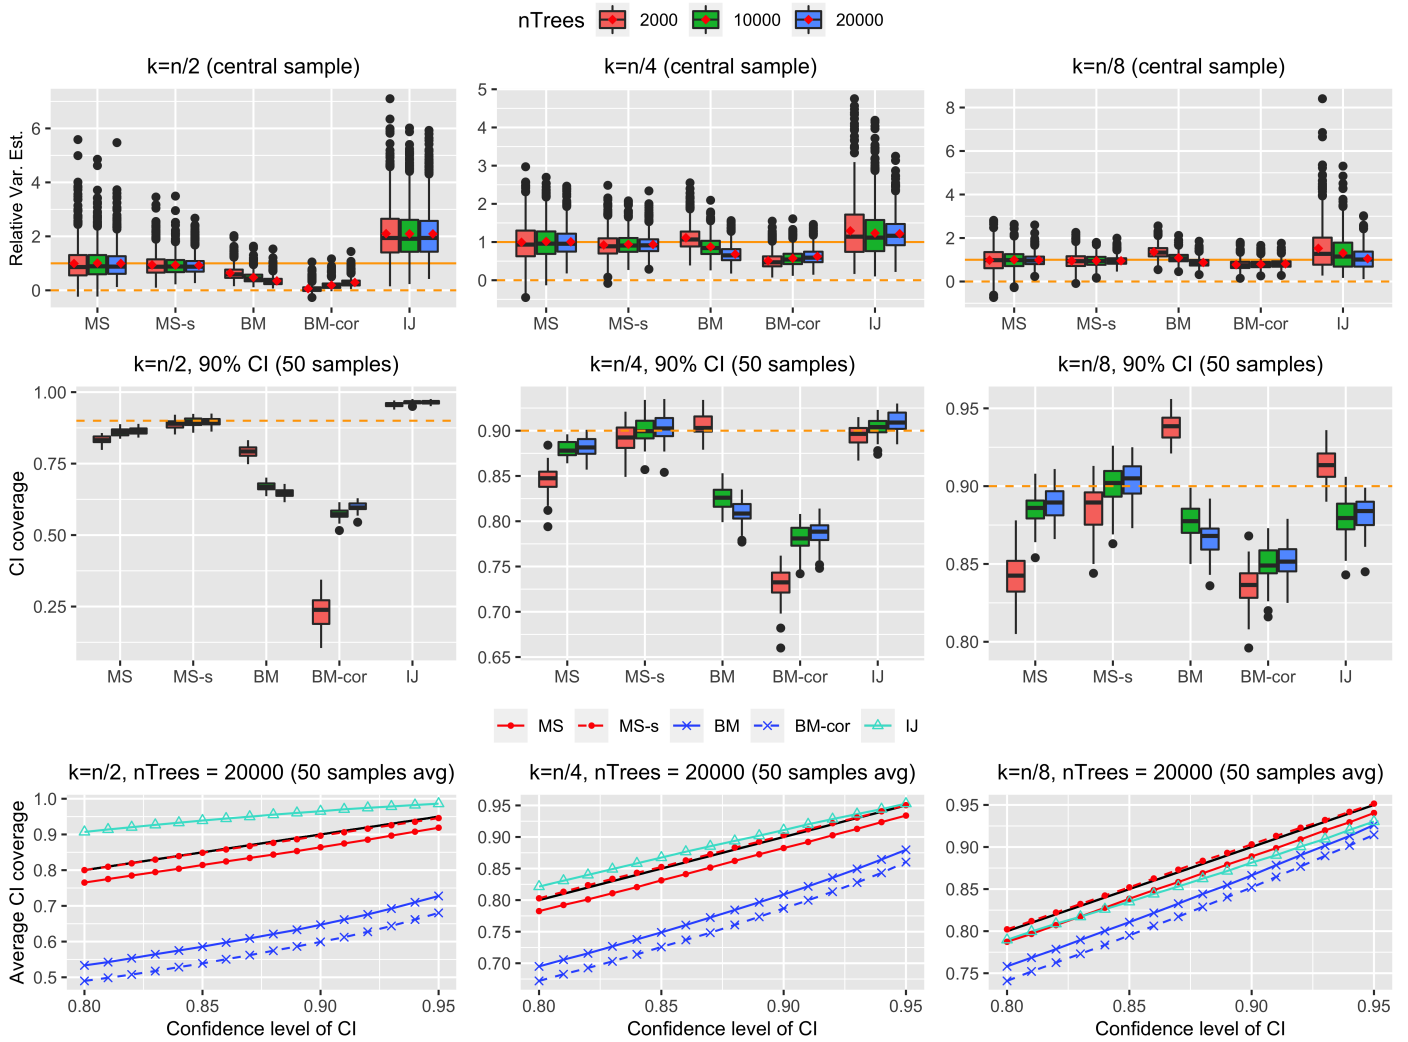 nTrees 2000 10000 20000
k=n/2 (central sample)
k=n/4 (central sample)
k=n/8 (central sample)
Relative Var. Est.
6
4
2
0
MS MS-s BM BM-cor IJ
5
4
3
2
1
0
MS MS-s BM BM-cor IJ
8
6
4
2
0
MS MS-s BM BM-cor IJ
k=n/2, 90% CI (50 samples)
k=n/4, 90% CI (50 samples)
k=n/8, 90% CI (50 samples)
CI coverage
1.00
0.75
0.50
0.25
MS MS-s BM BM-cor IJ
0.90
0.85
0.80
0.75
0.70
0.65
MS MS-s BM BM-cor IJ
0.95
0.90
0.85
0.80
MS MS-s BM BM-cor IJ
MS MS-s BM BM-cor IJ
k=n/2, nTrees = 20000 (50 samples avg)
k=n/4, nTrees = 20000 (50 samples avg)
k=n/8, nTrees = 20000 (50 samples avg)
Average CI coverage
1.0
0.9
0.8
0.7
0.6
0.5
0.80 0.85 0.90 0.95
Confidence level of CI
0.95
0.90
0.85
0.80
0.75
0.70
0.80 0.85 0.90 0.95
Confidence level of CI
0.95
0.90
0.85
0.80
0.75
0.80 0.85 0.90 0.95
Confidence level of CI